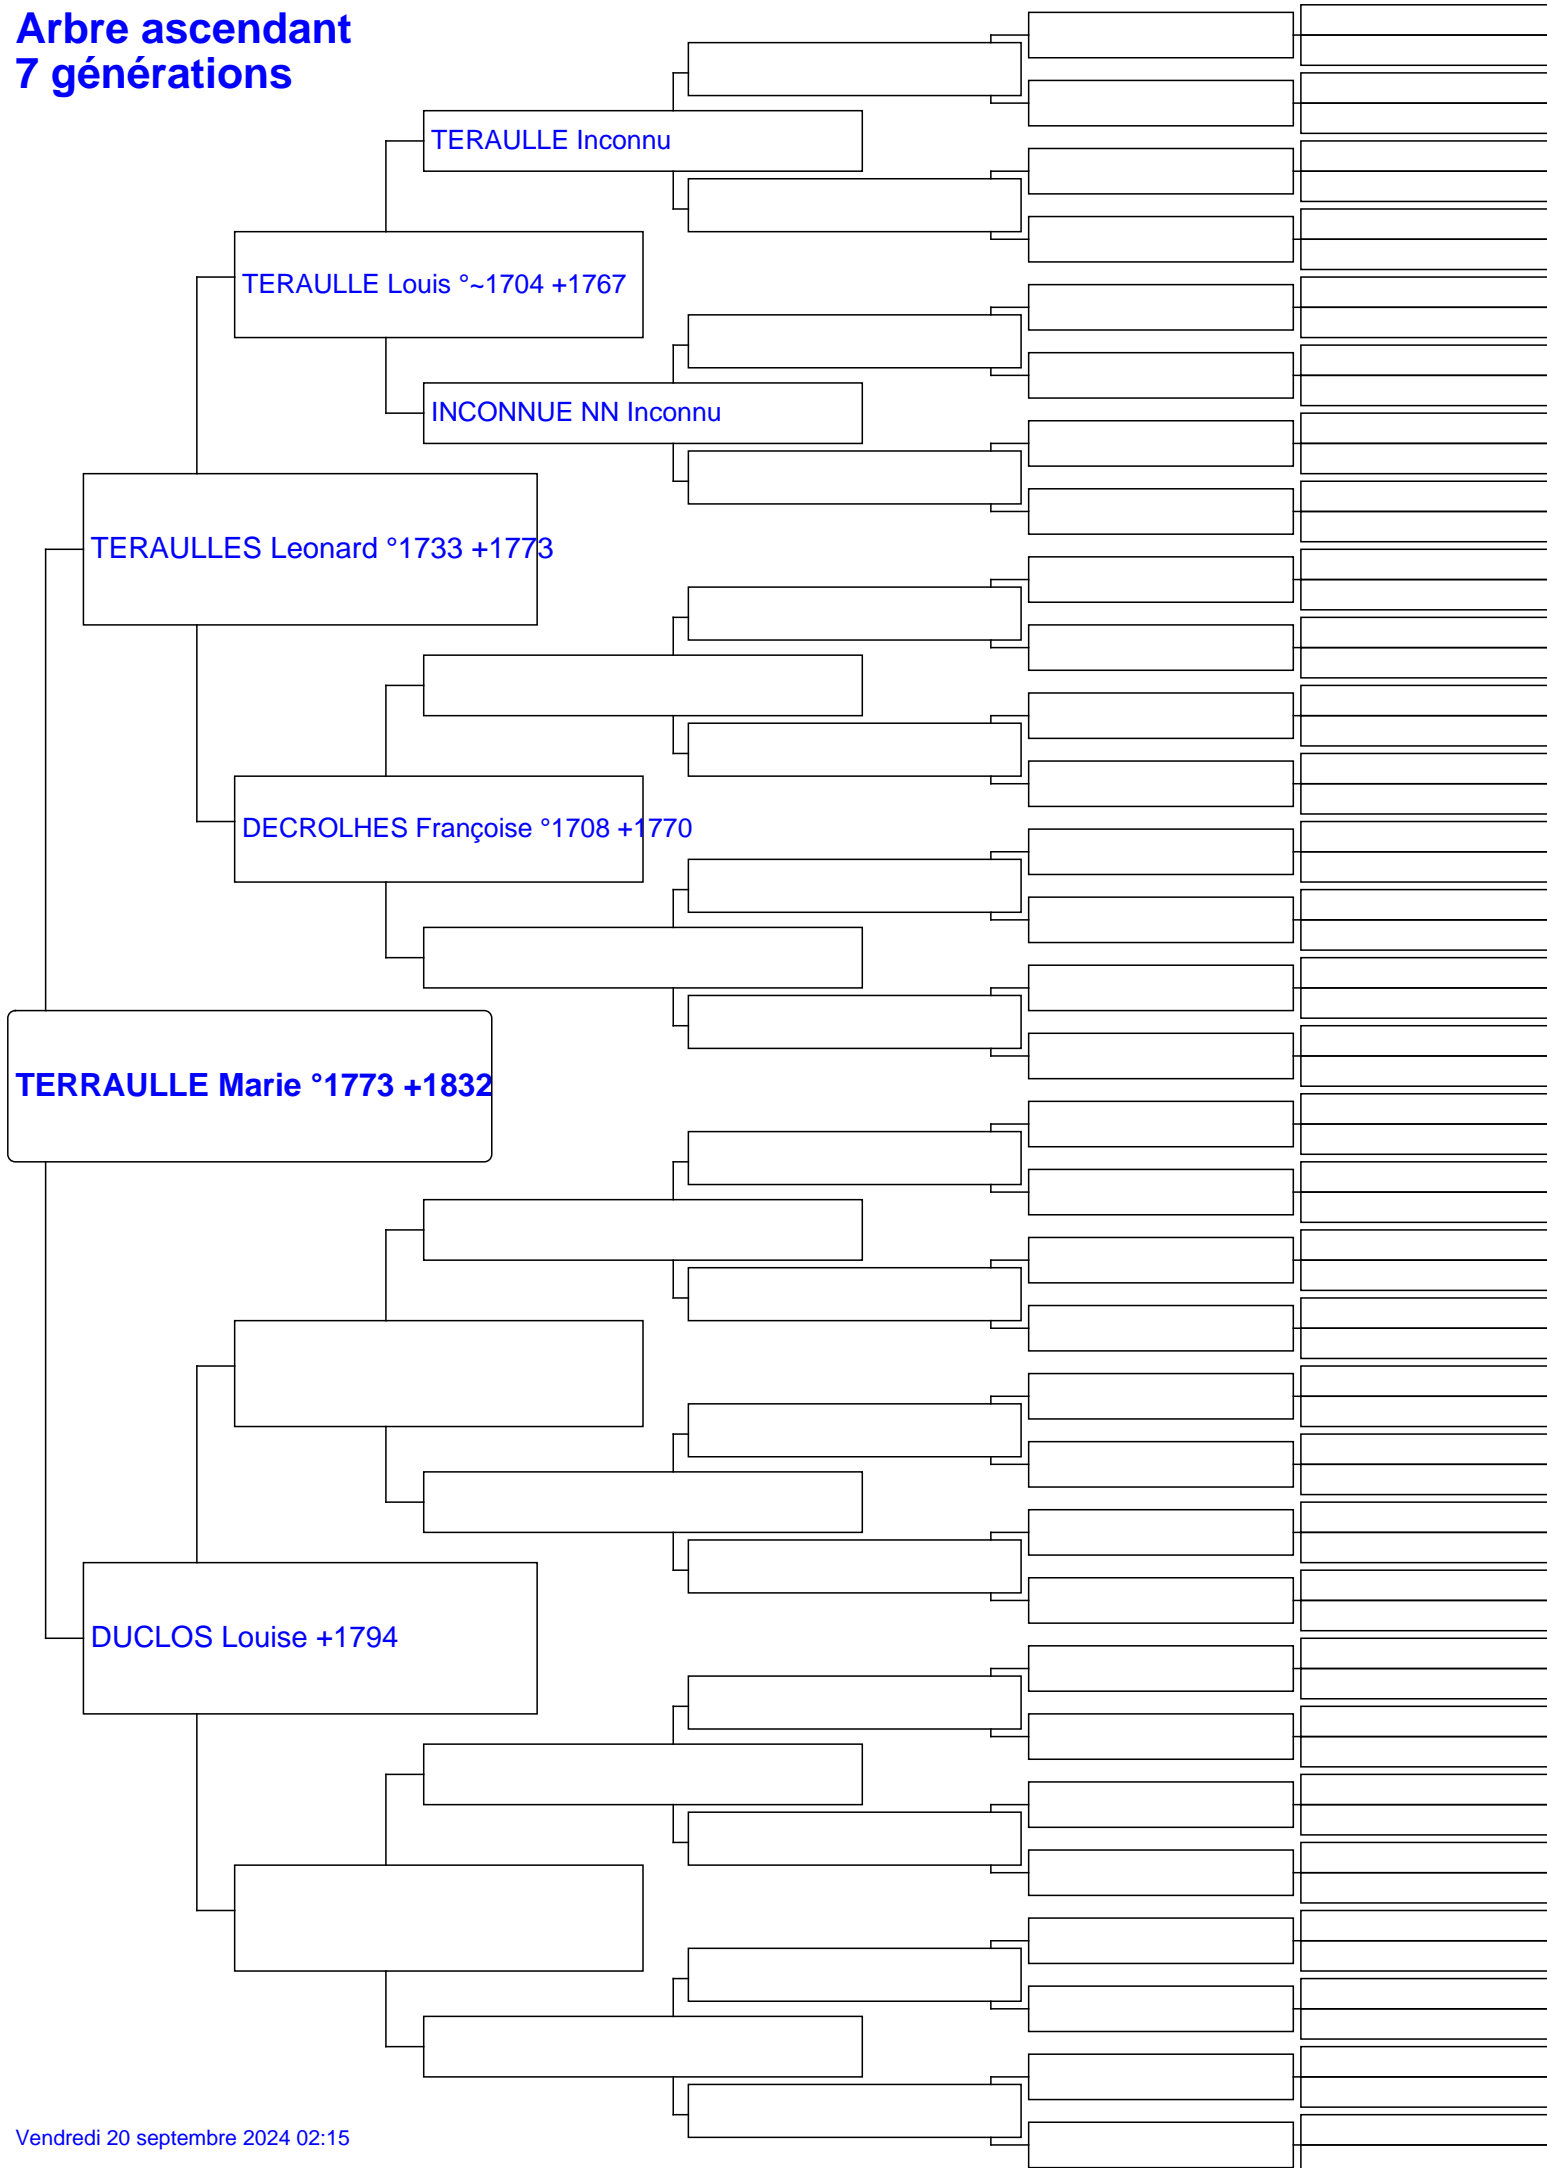 Arbre ascendant
7 générations
TERAULLE Inconnu
TERAULLE Louis °~1704 +1767
INCONNUE NN Inconnu
TERAULLES Leonard °1733 +1773
DECROLHES Françoise °1708 +1770
TERRAULLE Marie °1773 +1832
DUCLOS Louise +1794
Vendredi 20 septembre 2024 02:15